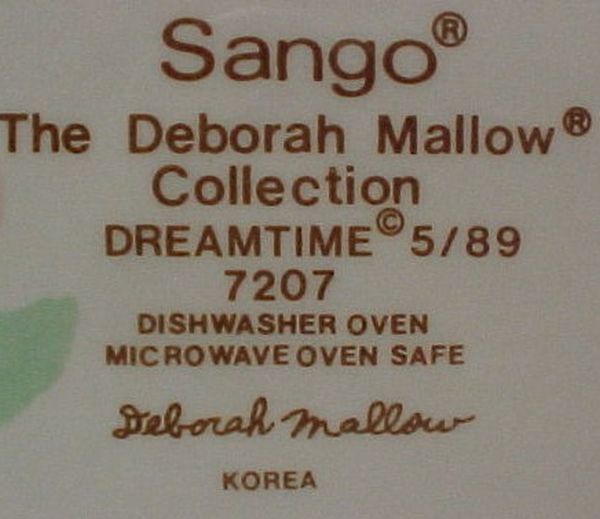 Sango®
The Deborah Mallow®
Collection
DREAMTIME© 5/89
7207
DISHWASHER OVEN
MICROWAVE OVEN SAFE
Deborah Mallow
KOREA